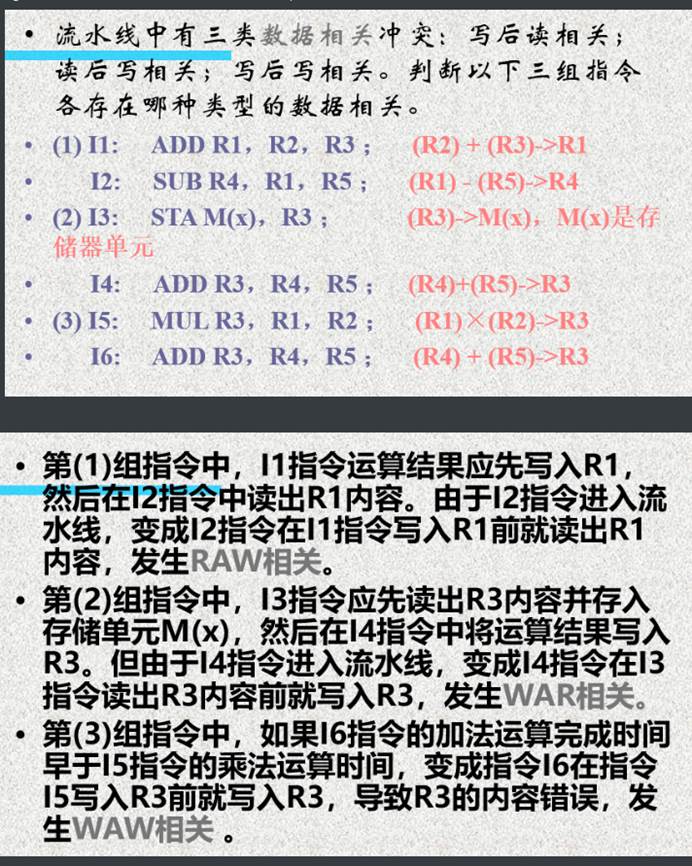 • 流水线中有三类数据相关冲突：写后读相关；
读后写相关；写后写相关。判断以下三组指令
各存在哪种类型的数据相关。
• (1) I1: ADD R1，R2，R3； (R2) + (R3)->R1
• I2: SUB R4，R1，R5； (R1) - (R5)->R4
• (2) I3: STA M(x)，R3； (R3)->M(x)，M(x)是存
储器单元
• I4: ADD R3，R4，R5； (R4)+(R5)->R3
• (3) I5: MUL R3，R1，R2； (R1)×(R2)->R3
• I6: ADD R3，R4，R5； (R4) + (R5)->R3
• 第(1)组指令中，I1指令运算结果应先写入R1，
然后在I2指令中读出R1内容。由于I2指令进入流
水线，变成I2指令在I1指令写入R1前就读出R1
内容，发生RAW相关。
• 第(2)组指令中，I3指令应先读出R3内容并存入
存储单元M(x)，然后在I4指令中将运算结果写入
R3。但由于I4指令进入流水线，变成I4指令在I3
指令读出R3内容前就写入R3，发生WAR相关。
• 第(3)组指令中，如果I6指令的加法运算完成时间
早于I5指令的乘法运算时间，变成指令I6在指令
I5写入R3前就写入R3，导致R3的内容错误，发
生WAW相关 。